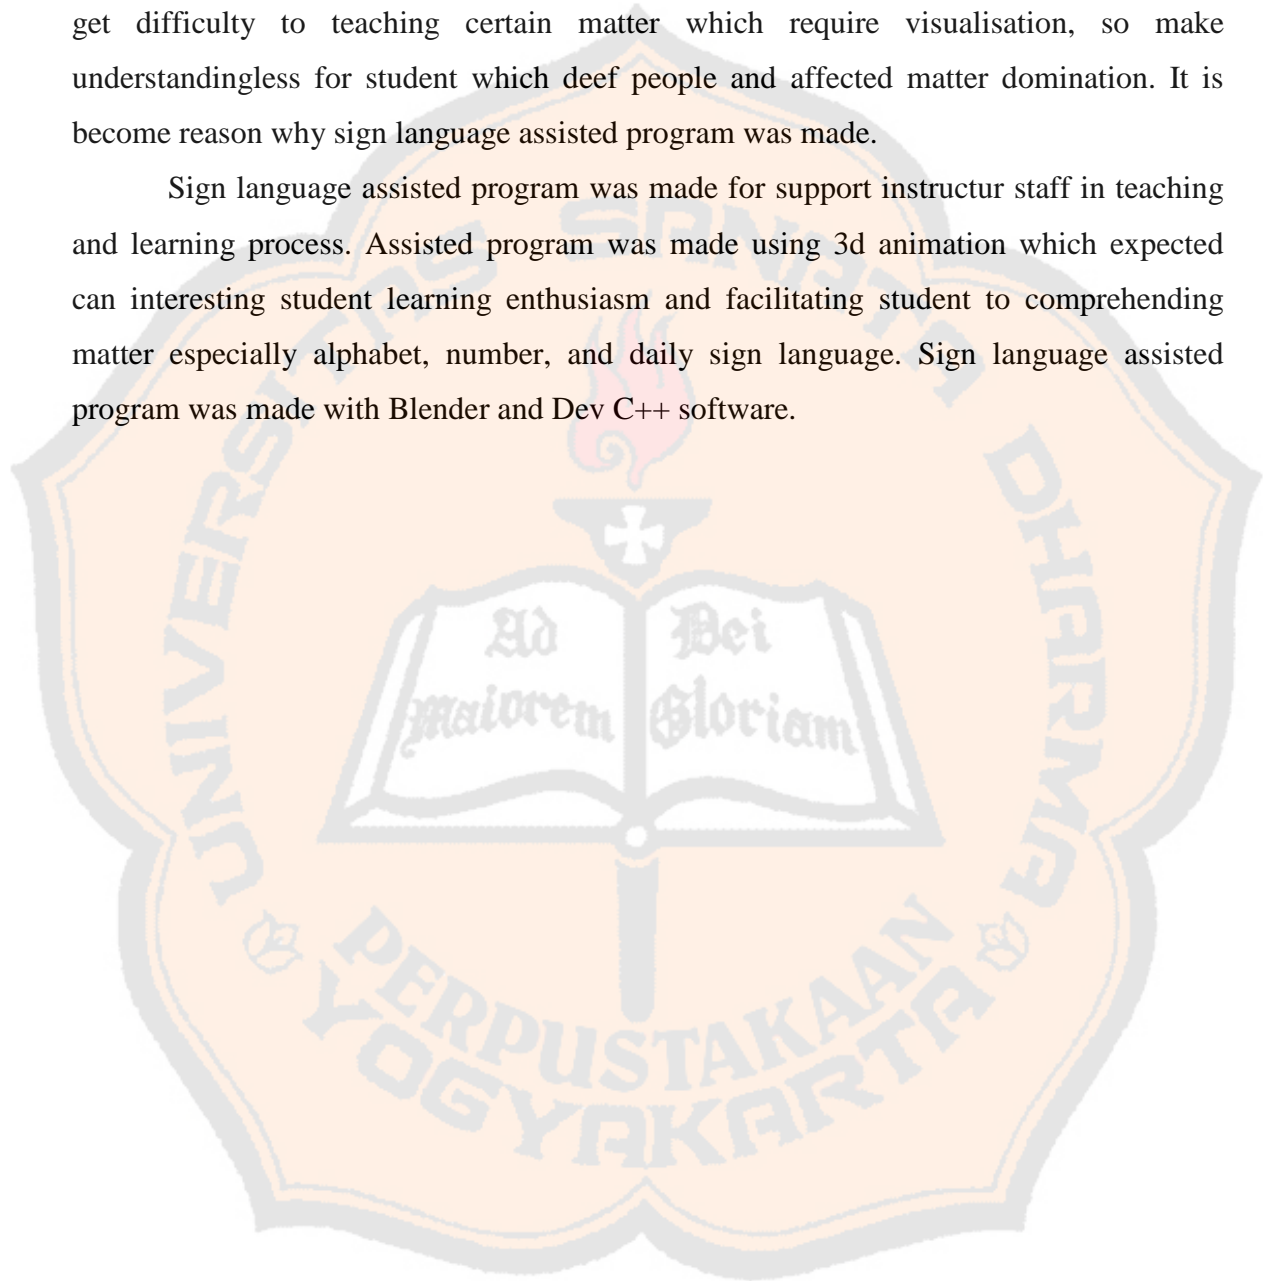 get difficulty to teaching certain matter which require visualisation, so make
understandingless for student which deef people and affected matter domination. It is
become reason why sign language assisted program was made.
Sign language assisted program was made for support instructur staff in teaching
and learning process. Assisted program was made using 3d animation which expected
can interesting student learning enthusiasm and facilitating student to comprehending
matter especially alphabet, number, and daily sign language. Sign language assisted
program was made with Blender and Dev C++ software.
UNIVERSITAS SANATA DHARMA
Ad Dei
Maiorem Gloriam
PERPUSTAKAAN
YOGYAKARTA